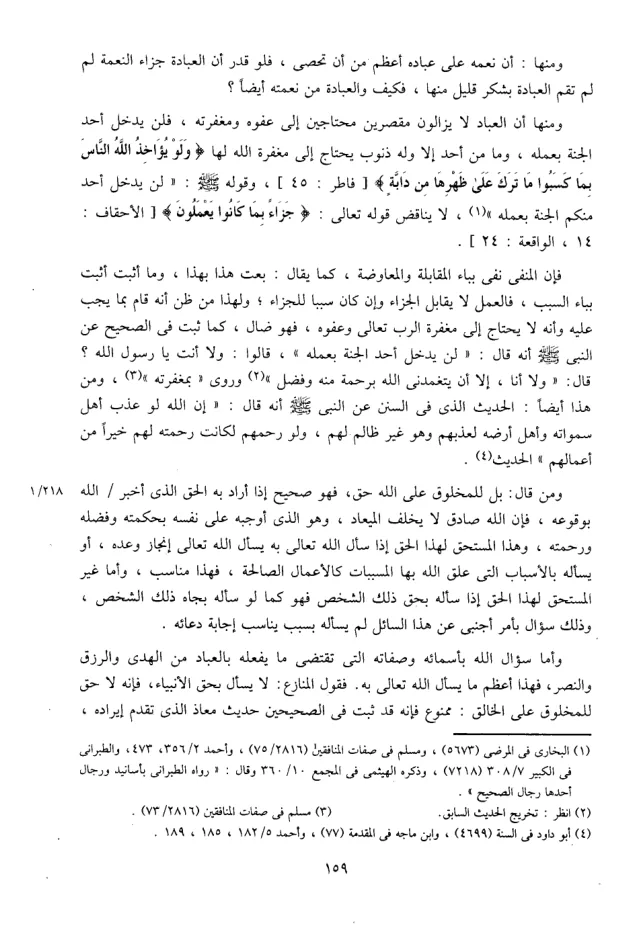 ومنها : أن نعمه على عباده أعظم من أن تحصى ، فلو قدر أن العبادة جزاء النعمة لم
لم تقم العبادة بشكر قليل منها ، فكيف والعبادة من نعمته أيضاً ؟
ومنها أن العباد لا يزالون مقصرين محتاجين إلى عفوه ومغفرته ، فلن يدخل أحد
الجنة بعمله ، وما من أحد إلا وله ذنوب يحتاج إلى مغفرة الله لها ﴿ وَلَوْ يُؤَاخِذُ اللَّهُ النَّاسَ
بِمَا كَسَبُوا مَا تَرَكَ عَلَىٰ ظَهْرِهَا مِن دَابَّةٍ ﴾ [ فاطر : ٤٥ ] ، وقوله ﷺ : « لن يدخل أحد
منكم الجنة بعمله »(١) ، لا يناقض قوله تعالى : ﴿ جَزَاءً بِمَا كَانُوا يَعْمَلُونَ ﴾ [ الأحقاف :
١٤ ، الواقعة : ٢٤ ] .
فإن المنفى نفى بباء المقابلة والمعاوضة ، كما يقال : بعت هذا بهذا ، وما أثبت أثبت
بباء السبب ، فالعمل لا يقابل الجزاء وإن كان سببا للجزاء ؛ ولهذا من ظن أنه قام بما يجب
عليه وأنه لا يحتاج إلى مغفرة الرب تعالى وعفوه ، فهو ضال ، كما ثبت فى الصحيح عن
النبى ﷺ أنه قال : « لن يدخل أحد الجنة بعمله » ، قالوا : ولا أنت يا رسول الله ؟
قال: « ولا أنا ، إلا أن يتغمدنى الله برحمة منه وفضل »(٢) وروى « بمغفرته »(٣) ، ومن
هذا أيضاً : الحديث الذى فى السنن عن النبى ﷺ أنه قال : « إن الله لو عذب أهل
سمواته وأهل أرضه لعذبهم وهو غير ظالم لهم ، ولو رحمهم لكانت رحمته لهم خيراً من
أعمالهم » الحديث(٤) .
ومن قال: بل للمخلوق على الله حق، فهو صحيح إذا أراد به الحق الذى أخبر / الله ١/٢١٨
بوقوعه ، فإن الله صادق لا يخلف الميعاد ، وهو الذى أوجبه على نفسه بحكمته وفضله
ورحمته ، وهذا المستحق لهذا الحق إذا سأل الله تعالى به يسأل الله تعالى إنجاز وعده ، أو
يسأله بالأسباب التى علق الله بها المسببات كالأعمال الصالحة ، فهذا مناسب ، وأما غير
المستحق لهذا الحق إذا سأله بحق ذلك الشخص فهو كما لو سأله بجاه ذلك الشخص ،
وذلك سؤال بأمر أجنبى عن هذا السائل لم يسأله بسبب يناسب إجابة دعائه .
وأما سؤال الله بأسمائه وصفاته التى تقتضى ما يفعله بالعباد من الهدى والرزق
والنصر، فهذا أعظم ما يسأل الله تعالى به. فقول المنازع: لا يسأل بحق الأنبياء، فإنه لا حق
للمخلوق على الخالق : ممنوع فإنه قد ثبت فى الصحيحين حديث معاذ الذى تقدم إيراده ،
(١) البخارى فى المرضى (٥٦٧٣) ، ومسلم فى صفات المنافقين (٧٥/٢٨١٦) ، وأحمد ٣٥٦/٢، ٤٧٣، والطبرانى
فى الكبير ٣٠٨/٧ (٧٢١٨) ، وذكره الهيثمى فى المجمع ٣٦٠/١٠ وقال : « رواه الطبرانى بأسانيد ورجال
أحدها رجال الصحيح » .
(٢) انظر : تخريج الحديث السابق. (٣) مسلم فى صفات المنافقين (٧٣/٢٨١٦) .
(٤) أبو داود فى السنة (٤٦٩٩) ، وابن ماجه فى المقدمة (٧٧) ، وأحمد ١٨٢/٥ ، ١٨٥ ، ١٨٩ .
١٥٩